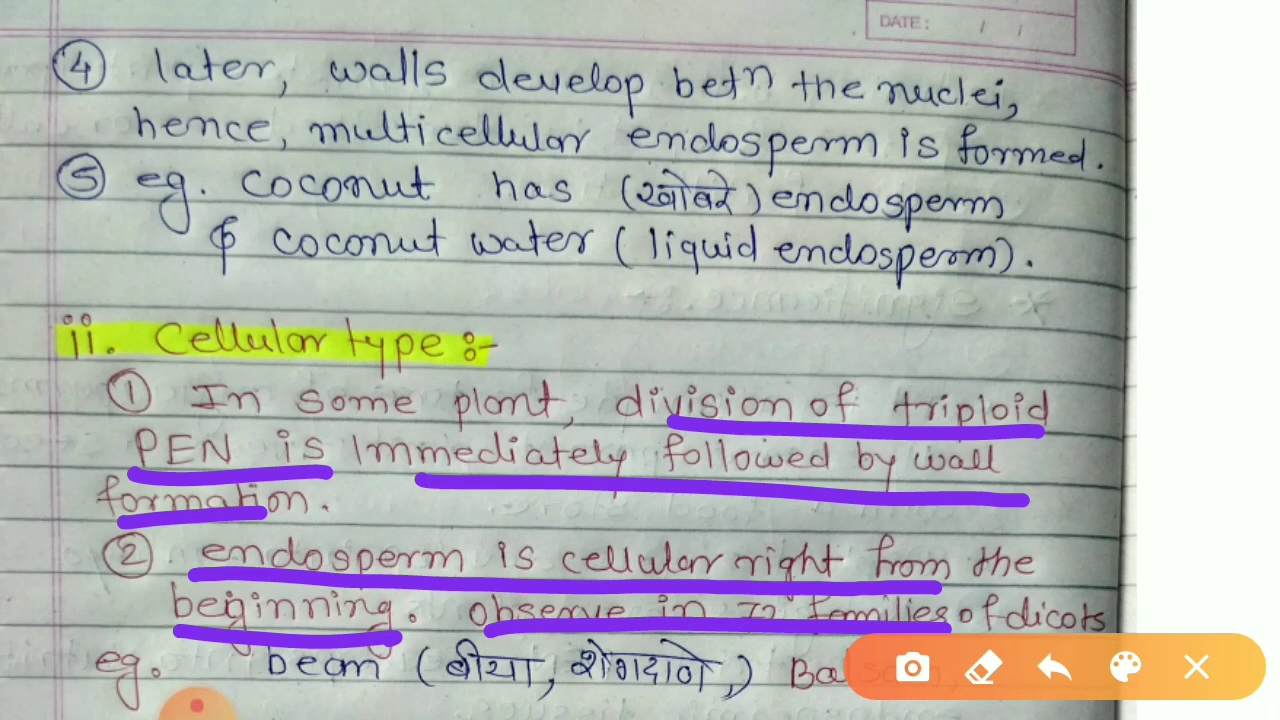 DATE: / /
④ later, walls develop betⁿ the nuclei,
hence, multicellular endosperm is formed.
⑤ eg. coconut has (खोबरे) endosperm
& coconut water (liquid endosperm).
ii. Cellular type :-
① In some plant, division of triploid
PEN is Immediately followed by wall
formation.
② endosperm is cellular right from the
beginning. observe in 72 families of dicots
eg. bean (बीया, शेंगदाणे,)